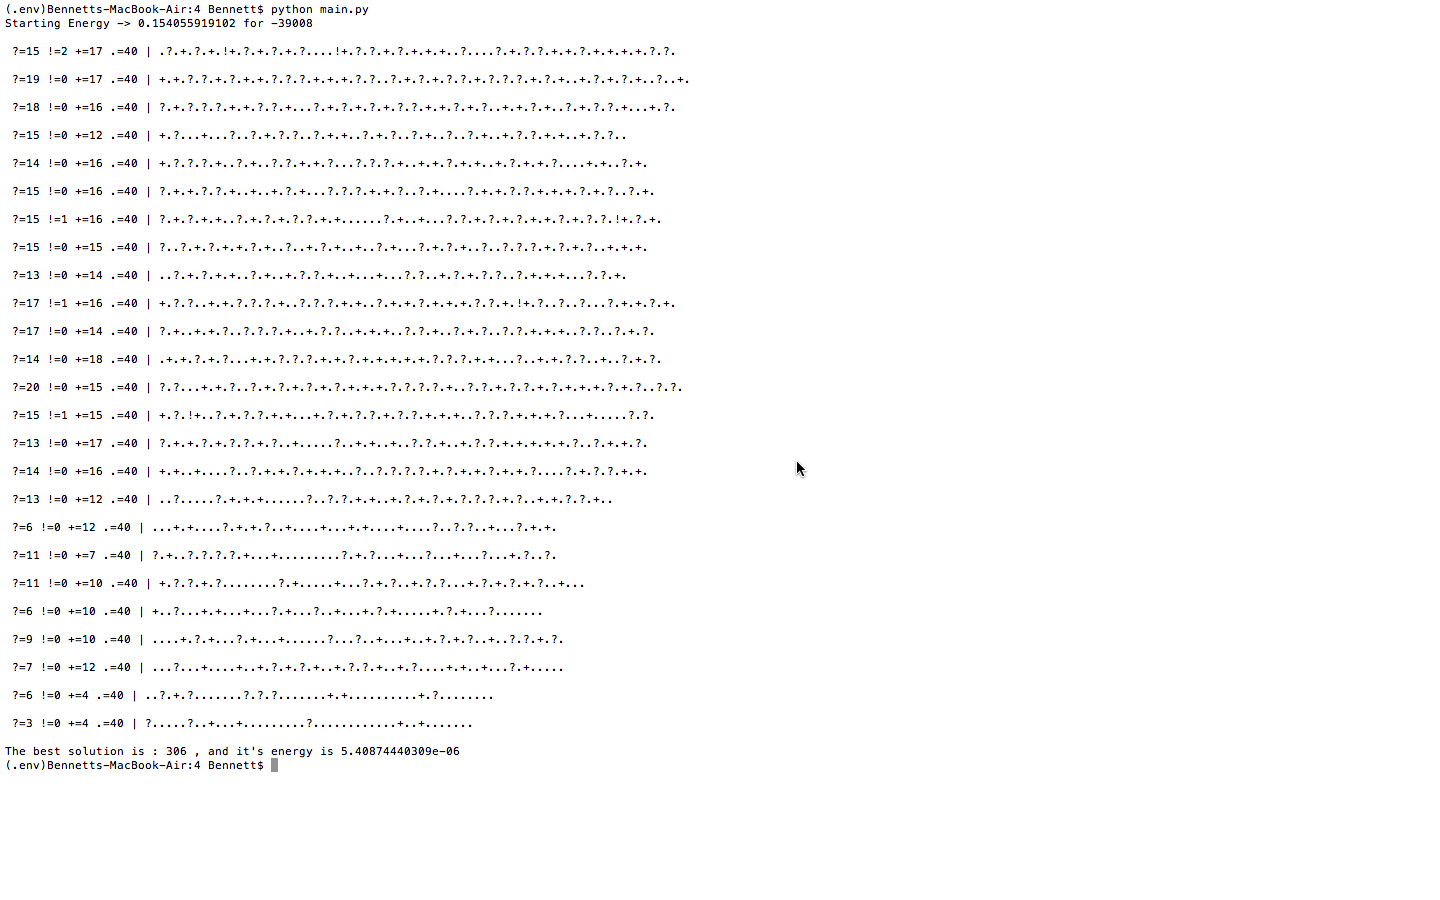 (.env)Bennetts-MacBook-Air:4 Bennett$ python main.py
Starting Energy -> 0.154055919102 for -39008
?=15 !=2 +=17 .=40 | .?.+.?.+.!+?.+.?.+.?....!+.?.?.+.?.+.+.+..?....?.+.?.?.+.+.?.+.+.+.+.?.?.
?=19 !=0 +=17 .=40 | +.+.?.?.?.+.?.+.+.?.?.?.+.+.?.?..?.+.?.+.?.+.?.?.?.+.?.+..+.?.+.?.+..?..+.
?=18 !=0 +=16 .=40 | ?.+.?.?.?.+.+.?.+...?.+.?.+.?.+.+.?.?.?.+.?.+.?..+.+.?.+..?.+.?.?.+...+.?.
?=15 !=0 +=12 .=40 | +.?...+...?..?.+.?.?..?.+.+..?.+.?.+..?.+.?..+.?.+.?.+.+..+.?.?..
?=14 !=0 +=16 .=40 | +.?.?.?.+..?.+.+.?.+.?.+...?.?.?.+.+..+.+.?.+..+.?.+.+.?....+.+..?.+.
?=15 !=0 +=16 .=40 | ?.+.+.?.?.+..+.+.?.+...?.?.?.+.+.?..?.+....?.+.?.?.+.+.+.?.+.?..?.+.
?=15 !=1 +=16 .=40 | ?.+.?.+.+..?.+.?.+.?.?.?.+......?.+..+...?.?.?.+.?.+.?.+.?.+.?.?.!+.?.+.
?=15 !=0 +=15 .=40 | ?..?.+.?.+.+.?.+..?..+.?.+..+..?.+...?.+.?.+..?..?.?.?.+.?.+.?..+.+.+.
?=13 !=0 +=14 .=40 | ..?.+.?.+.+..?.+.?.?.+.?.+..+...+...?.?..+.?.+.?.?..?.+.+.+...?.?.+.
?=17 !=1 +=16 .=40 | +.?.?..+.+.?.?.?.?.+.?.?.?.+.+..?.+.?.+.+.?.+.+.+.?.?.+.!+.?..?..?...?.+.+.?.+.
?=17 !=0 +=14 .=40 | ?.+..+.+.?..?.?.?.?.+..+.?.?..+.+.+..?.?.+..?.+.?..?.?.+.+.+..?.?..?.+.?.
?=14 !=0 +=18 .=40 | .+.+.?.+.?...+.+.?.+.+.?.+.+.?.+.?.+.?.?.+.?.+.+...?..+.+.?.?..+..?.+.?.
?=20 !=0 +=15 .=40 | ?.?...+.+.?..?.+.+.?.+.+.?.+.+.?.?.?.?.+.?..?.+.?.?.+.?.+.+.+.?.+.?..?.?.
?=15 !=1 +=15 .=40 | +.?.!+..?.+.?.?.+.+...+.?.+.?.?.+.?.?.+.+.+..?.?.?.+.?.+.+.?...+.....?.?.
?=13 !=0 +=17 .=40 | ?.+.+.?.+.?.?.+.?..+.....?..+.+..?.?.+..+.?.?.+.+.+.+.+.?..?.+.+.?.
?=14 !=0 +=16 .=40 | +.+..+....?..?.+.?.+.+.+.+..?..?.?.?.?.+.?.+.?.+.?.+.?....?.+.?.?.+.+.
?=13 !=0 +=12 .=40 | ..?.....?.+.+.+......?..?.?.+.+..+.?.+.?.?.?.?.+.?..+.+.?.?.+..
?=6 !=0 +=12 .=40 | ...+.+....?.+.+.?..+....+...+.+....+....?..?.?..+...?.+.+.
?=11 !=0 +=7 .=40 | ?.+..?.?.?.?.+...+.........?.+.?...+...?...+...?...+.?..?.
?=11 !=0 +=10 .=40 | +.?.?.+.?........?.+.....+...?.+.?..+.?.?...+.?.+.?.+.?..+...
?=6 !=0 +=10 .=40 | +..?...+.+...+...?.+...?..+...+.?.+.....+.?.+...?.......
?=9 !=0 +=10 .=40 | ....+.?.+...?.+...+......?...?..+...+..+.?.+.?..+..?.?.+.?.
?=7 !=0 +=12 .=40 | ...?...+....+..+.?.+.?.+..+.?.?..+.?....+.+..+...?.+.....
?=6 !=0 +=4 .=40 | ..?.+.?.......?.?.?.......+.+..........+.?........
?=3 !=0 +=4 .=40 | ?.....?..+...+.........?............+..+.......
The best solution is : 306 , and it's energy is 5.40874440309e-06
(.env)Bennetts-MacBook-Air:4 Bennett$